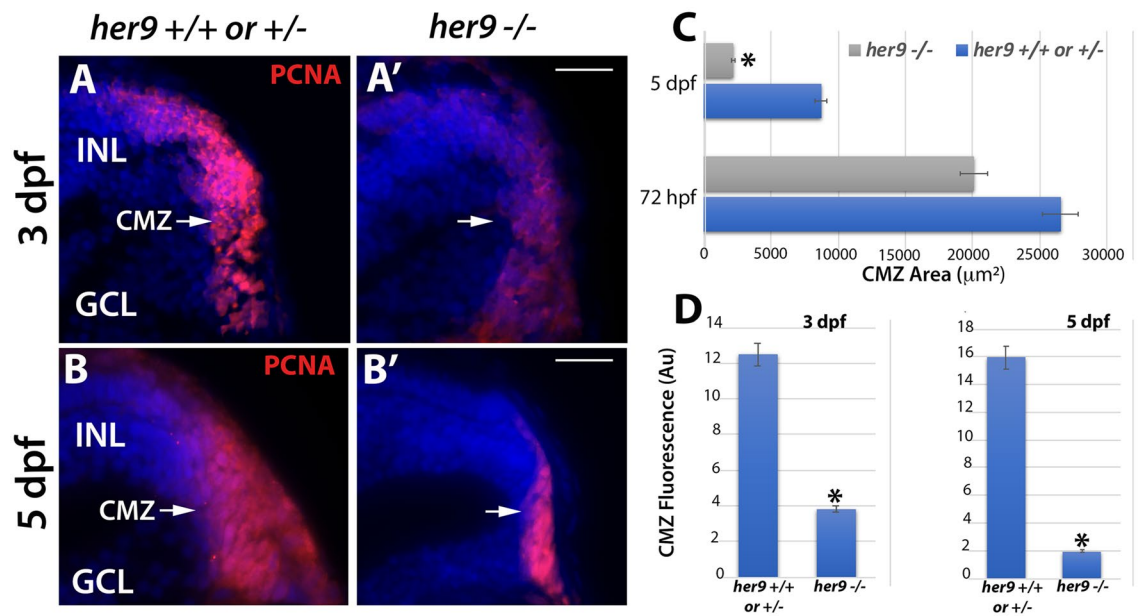 her9 +/+ or +/-
her9 -/-
3 dpf
A
PCNA
INL
CMZ
GCL
A′
5 dpf
B
PCNA
INL
CMZ
GCL
B′
C
her9 -/-
her9 +/+ or +/-
5 dpf
72 hpf
0
5000
10000
15000
20000
25000
30000
CMZ Area (μm²)
D
CMZ Fluorescence (Au)
3 dpf
14
12
10
8
6
4
2
0
*
her9 +/+
or +/-
her9 -/-
5 dpf
18
16
14
12
10
8
6
4
2
0
*
her9 +/+
or +/-
her9 -/-
*